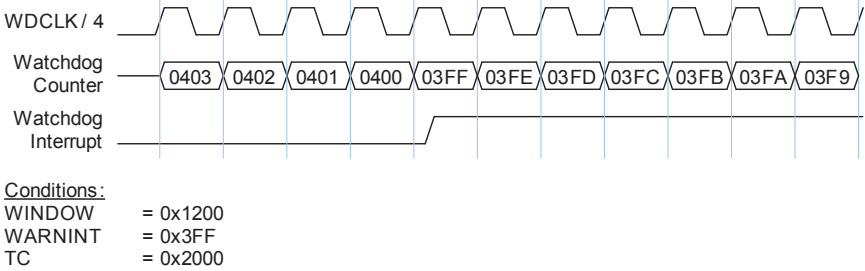 WDCLK / 4
Watchdog
Counter
0403 0402 0401 0400 03FF 03FE 03FD 03FC 03FB 03FA 03F9
Watchdog
Interrupt
Conditions:
WINDOW = 0x1200
WARNINT = 0x3FF
TC = 0x2000